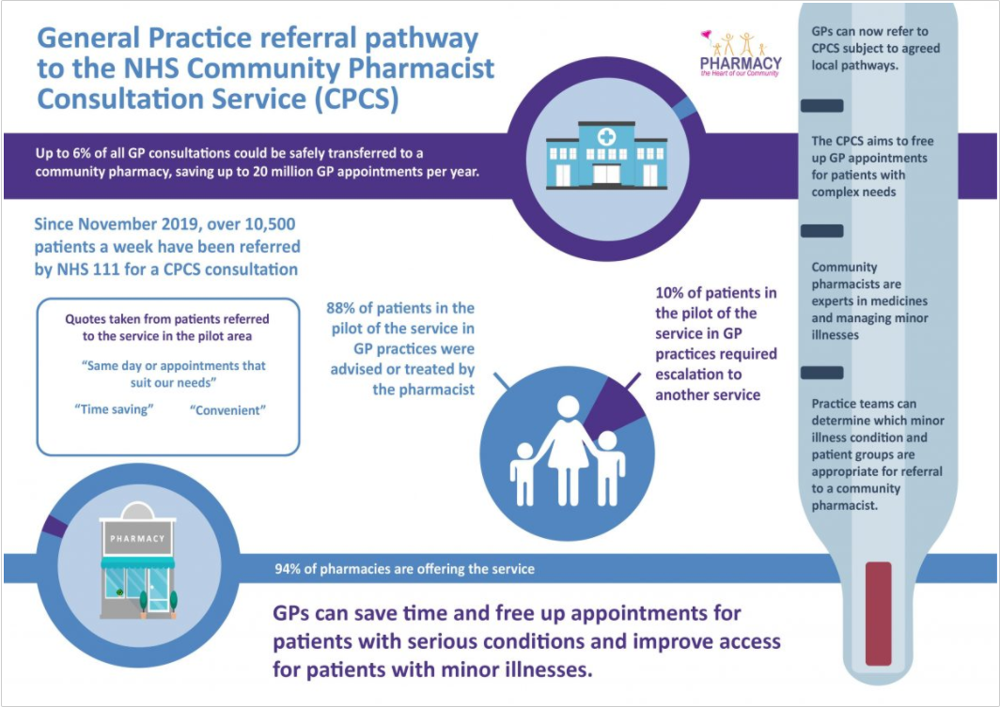 General Practice referral pathway
to the NHS Community Pharmacist
Consultation Service (CPCS)
PHARMACY
the Heart of our Community
Up to 6% of all GP consultations could be safely transferred to a
community pharmacy, saving up to 20 million GP appointments per year.
Since November 2019, over 10,500
patients a week have been referred
by NHS 111 for a CPCS consultation
Quotes taken from patients referred
to the service in the pilot area
“Same day or appointments that
suit our needs”
“Time saving” “Convenient”
88% of patients in the
pilot of the service in
GP practices were
advised or treated by
the pharmacist
10% of patients in
the pilot of the
service in GP
practices required
escalation to
another service
PHARMACY
94% of pharmacies are offering the service
GPs can save time and free up appointments for
patients with serious conditions and improve access
for patients with minor illnesses.
GPs can now refer to
CPCS subject to agreed
local pathways.
The CPCS aims to free
up GP appointments
for patients with
complex needs
Community
pharmacists are
experts in medicines
and managing minor
illnesses
Practice teams can
determine which minor
illness condition and
patient groups are
appropriate for referral
to a community
pharmacist.